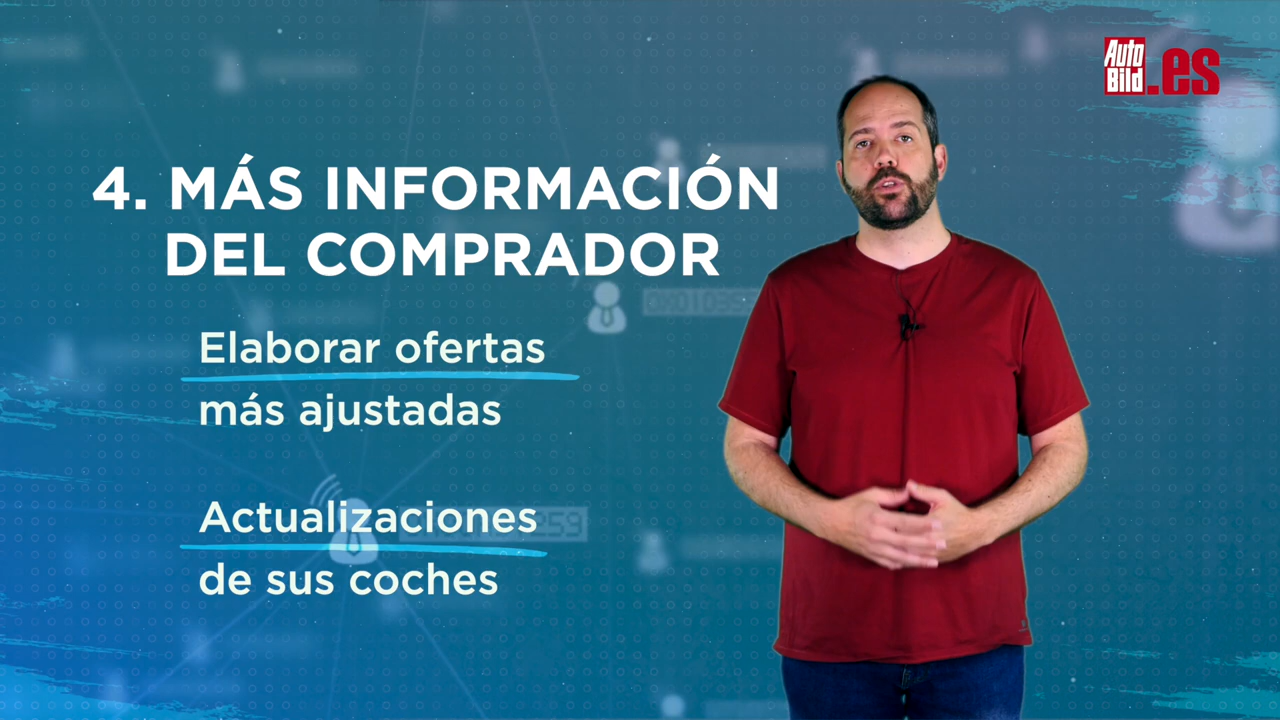 Auto
Bild.es
4. MÁS INFORMACIÓN
DEL COMPRADOR
Elaborar ofertas
más ajustadas
Actualizaciones
de sus coches